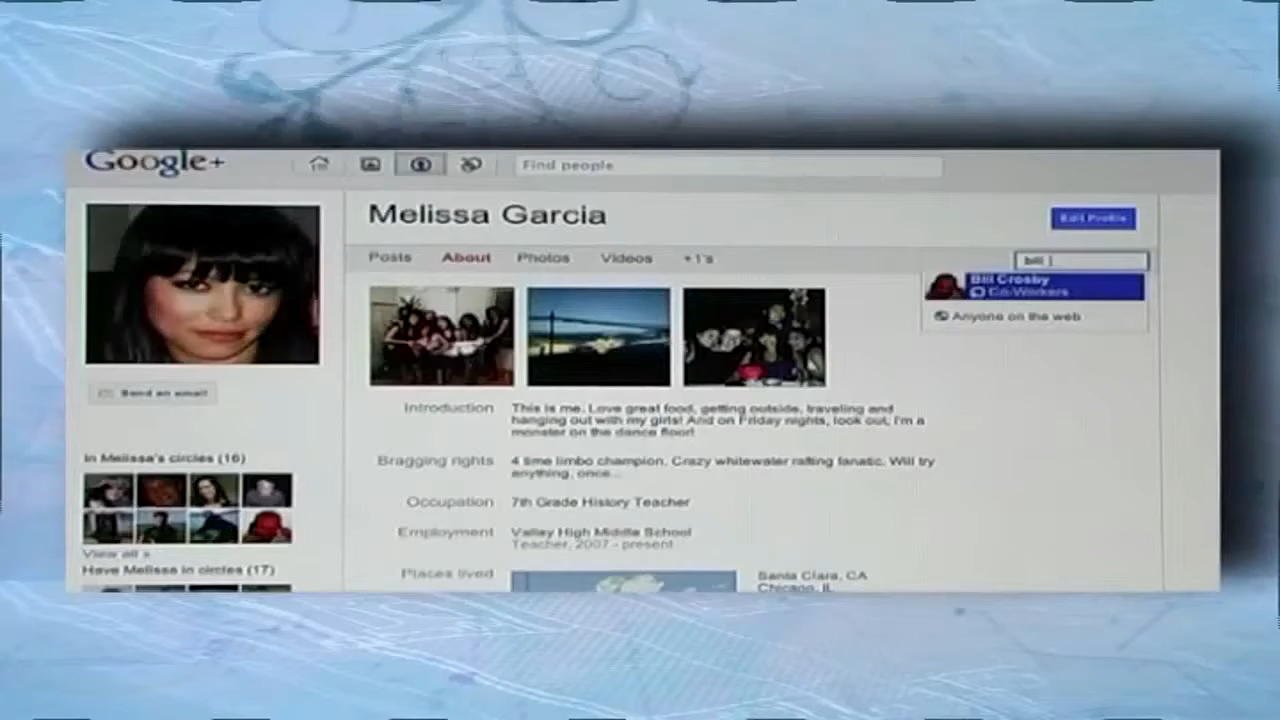 Google+
Find people
Melissa Garcia
Edit Profile
Posts About Photos Videos +1's
bill
Bill Crosby
Co-Workers
Anyone on the web
Send an email
Introduction This is me. Love great food, getting outside, traveling and
hanging out with my girls! And on Friday nights, look out, I'm a
monster on the dance floor!
In Melissa's circles (16)
Bragging rights 4 time limbo champion. Crazy whitewater rafting fanatic. Will try
anything, once...
Occupation 7th Grade History Teacher
Employment Valley High Middle School
Teacher, 2007 - present
View all »
Have Melissa in circles (17)
Places lived Santa Clara, CA
Chicago, IL